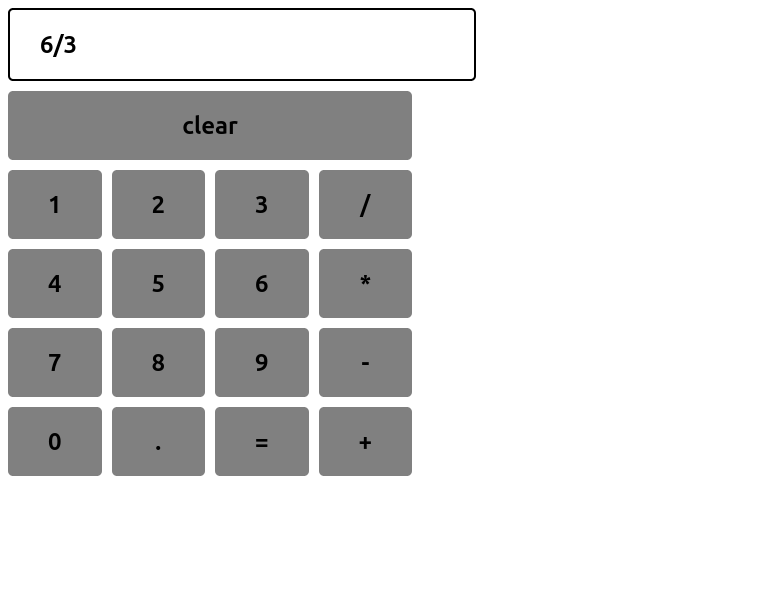 6/3
clear
1 2 3 /
4 5 6 *
7 8 9 -
0 . = +